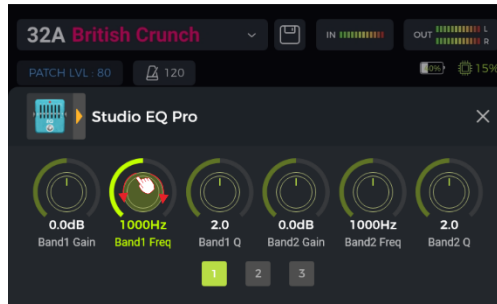 32A British Crunch
IN
OUT
L
R
PATCH LVL: 80
120
15%
Studio EQ Pro
0.0dB
1000Hz
2.0
0.0dB
1000Hz
2.0
Band1 Gain
Band1 Freq
Band1 Q
Band2 Gain
Band2 Freq
Band2 Q
1
2
3